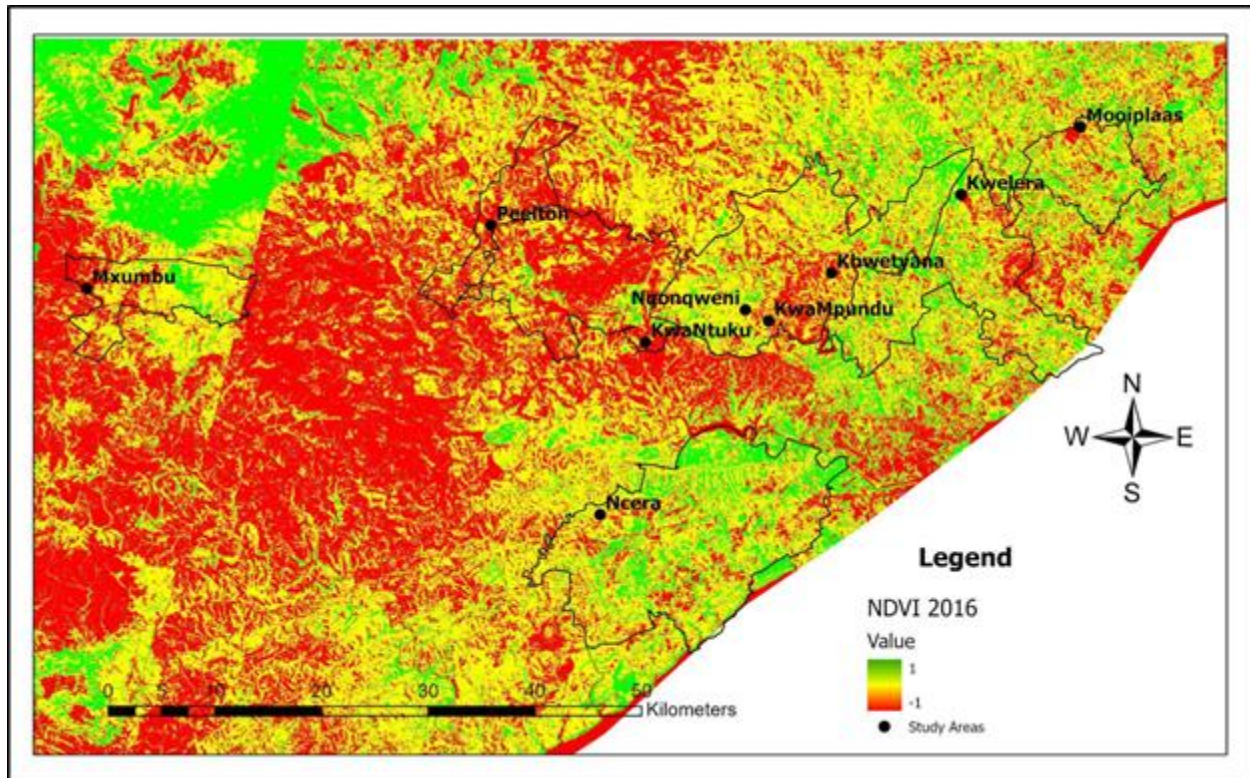 Mooiplaas
Kwelera
Peelton
Kbwetyana
Mxumbu
Nqonqweni
KwaMpundu
KwaNtuku
N
W E
S
Ncera
Legend
NDVI 2016
Value
1
-1
Study Areas
0 5 10 20 30 40 50
Kilometers